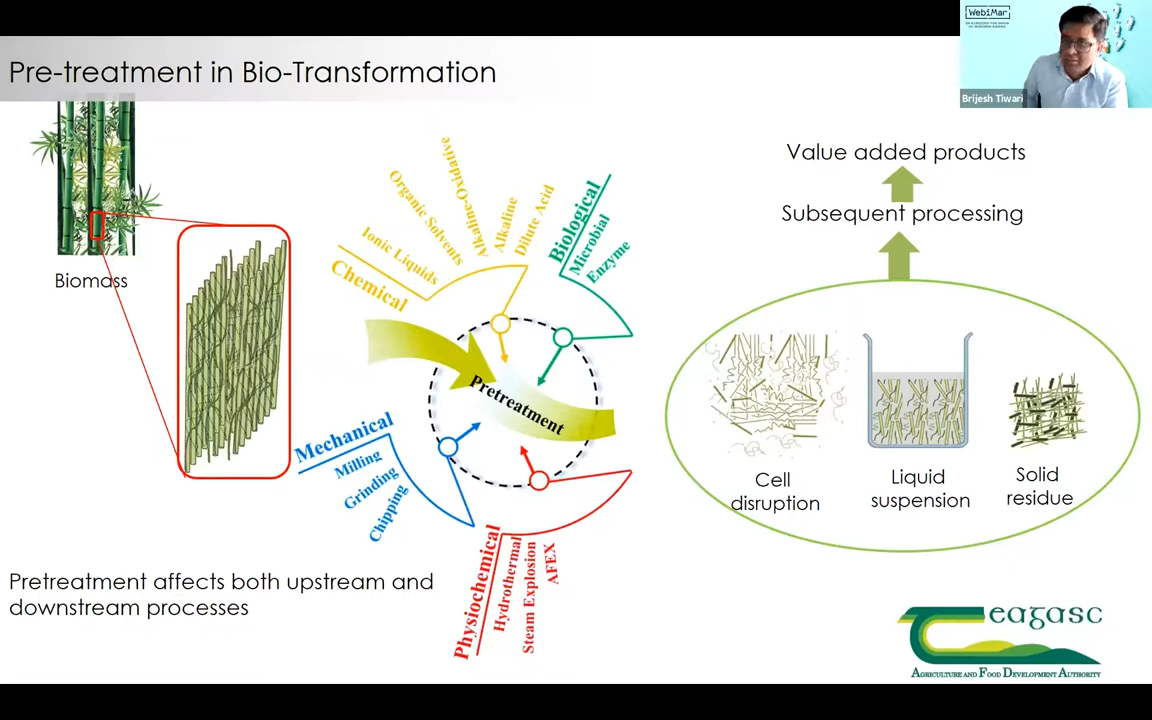 WebiMar
Brijesh Tiwari
Pre-treatment in Bio-Transformation
Biomass
Chemical
Ionic Liquids
Organic Solvents
Alkaline-Oxidative
Alkaline
Dilute Acid
Biological
Microbial
Enzyme
Pretreatment
Mechanical
Milling
Grinding
Chipping
Physiochemical
Hydrothermal
Steam Explosion
AFEX
Value added products
Subsequent processing
Cell
disruption
Liquid
suspension
Solid
residue
Pretreatment affects both upstream and
downstream processes
Teagasc
AGRICULTURE AND FOOD DEVELOPMENT AUTHORITY